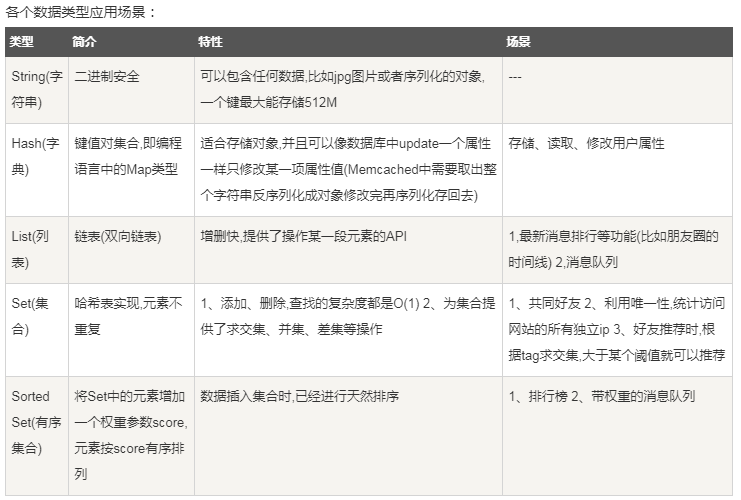 各个数据类型应用场景：
类型 简介 特性 场景
String(字 二进制安全 可以包含任何数据,比如jpg图片或者序列化的对象, ---
符串) 一个键最大能存储512M
Hash(字 键值对集合,即编程 适合存储对象,并且可以像数据库中update一个属性 存储、读取、修改用户属性
典) 语言中的Map类型 一样只修改某一项属性值(Memcached中需要取出整
个字符串反序列化成对象修改完再序列化存回去)
List(列 链表(双向链表) 增删快,提供了操作某一段元素的API 1,最新消息排行等功能(比如朋友圈的
表) 时间线) 2,消息队列
Set(集 哈希表实现,元素不 1、添加、删除,查找的复杂度都是O(1) 2、为集合提 1、共同好友 2、利用唯一性,统计访问
合) 重复 供了求交集、并集、差集等操作 网站的所有独立ip 3、好友推荐时,根
据tag求交集,大于某个阈值就可以推荐
Sorted 将Set中的元素增加 数据插入集合时,已经进行天然排序 1、排行榜 2、带权重的消息队列
Set(有序 一个权重参数score,
集合) 元素按score有序排
列